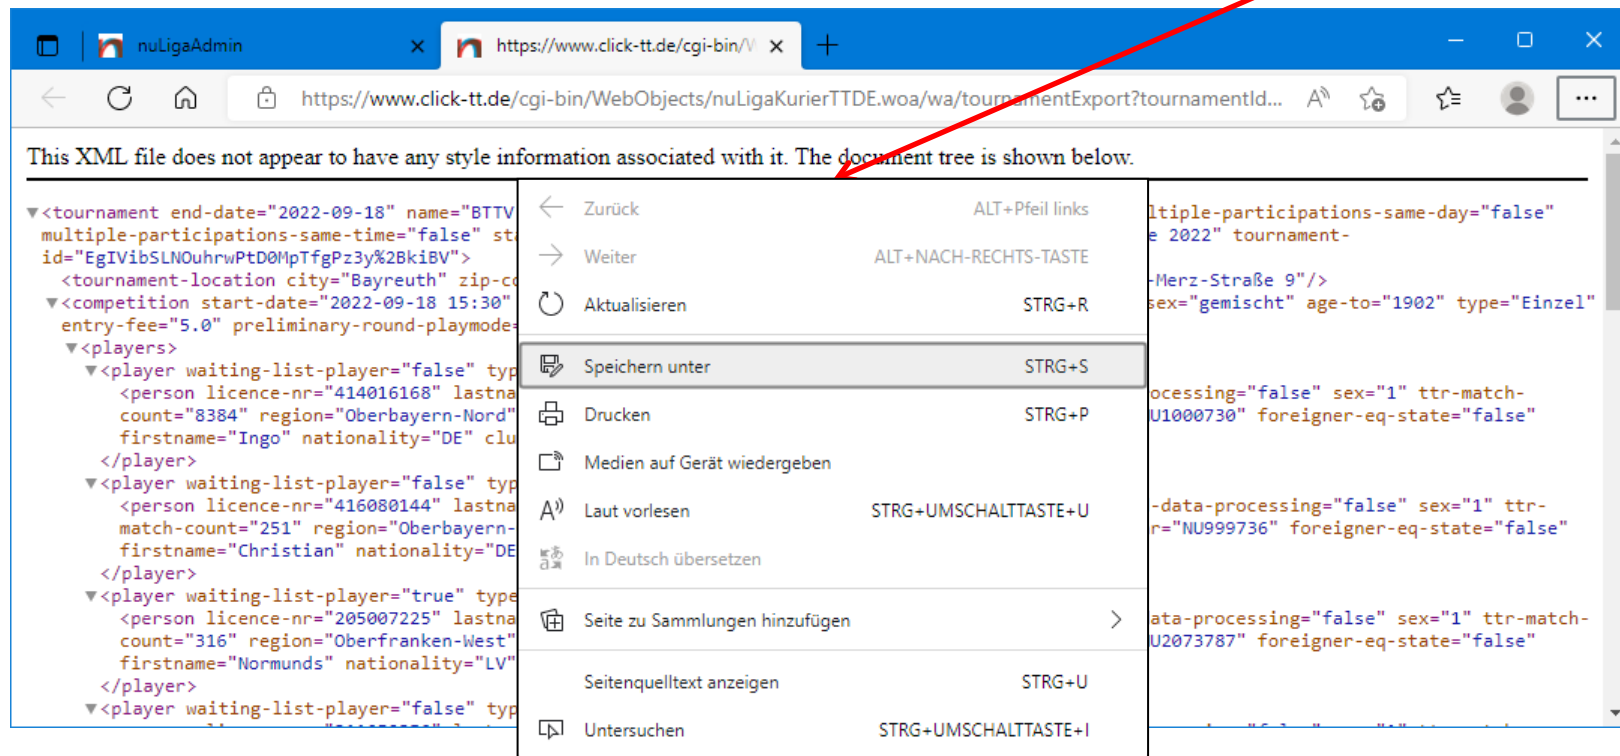 nuLigaAdmin
https://www.click-tt.de/cgi-bin/W
https://www.click-tt.de/cgi-bin/WebObjects/nuLigaKurierTTDE.woa/wa/tournamentExport?tournamentId...
This XML file does not appear to have any style information associated with it. The document tree is shown below.
<tournament end-date="2022-09-18" name="BTTV
ltiple-participations-same-day="false"
multiple-participations-same-time="false"
e 2022" tournament-
id="EgIVibSLNOuhrwPtD0MpTfgPz3y%2BkiBV">
<tournament-location city="Bayreuth"
-Merz-Straße 9"/>
<competition start-date="2022-09-18 15:30"
sex="gemischt" age-to="1902" type="Einzel"
entry-fee="5.0" preliminary-round-playmode=
<players>
<player waiting-list-player="false" typ
<person licence-nr="414016168" lastna
ocessing="false" sex="1" ttr-match-
count="8384" region="Oberbayern-Nord"
U1000730" foreigner-eq-state="false"
firstname="Ingo" nationality="DE" clu
</player>
<player waiting-list-player="false" typ
<person licence-nr="416080144" lastna
-data-processing="false" sex="1" ttr-
match-count="251" region="Oberbayern-
r="NU999736" foreigner-eq-state="false"
firstname="Christian" nationality="DE
</player>
<player waiting-list-player="true" type
<person licence-nr="205007225" lastna
ata-processing="false" sex="1" ttr-match-
count="316" region="Oberfranken-West"
U2073787" foreigner-eq-state="false"
firstname="Normunds" nationality="LV"
</player>
<player waiting-list-player="false" typ
Zurück ALT+Pfeil links
Weiter ALT+NACH-RECHTS-TASTE
Aktualisieren STRG+R
Speichern unter STRG+S
Drucken STRG+P
Medien auf Gerät wiedergeben
Laut vorlesen STRG+UMSCHALTTASTE+U
In Deutsch übersetzen
Seite zu Sammlungen hinzufügen
Seitenquelltext anzeigen STRG+U
Untersuchen STRG+UMSCHALTTASTE+I